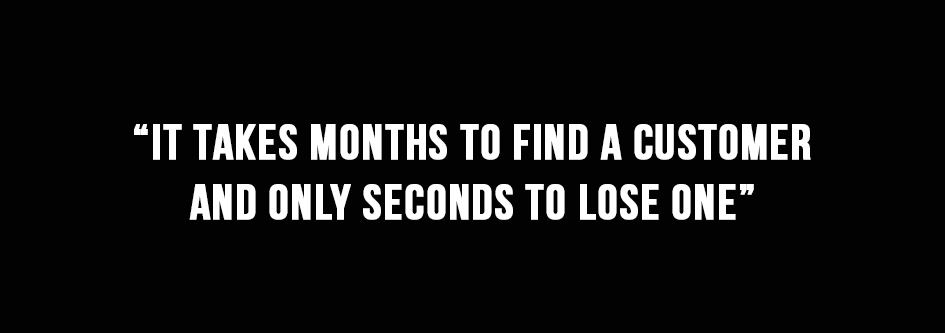 “IT TAKES MONTHS TO FIND A CUSTOMER
AND ONLY SECONDS TO LOSE ONE”